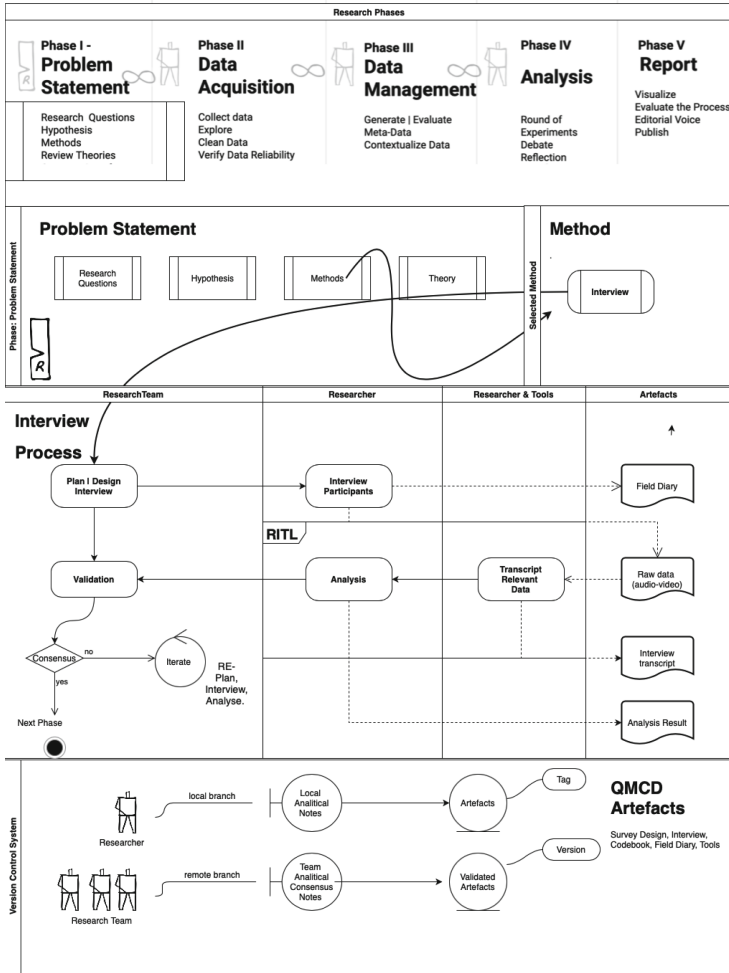 Research Phases
Phase I -
Problem
Statement
Research Questions
Hypothesis
Methods
Review Theories
Phase II
Data
Acquisition
Collect data
Explore
Clean Data
Verify Data Reliability
Phase III
Data
Management
Generate | Evaluate
Meta-Data
Contextualize Data
Phase IV
Analysis
Round of
Experiments
Debate
Reflection
Phase V
Report
Visualize
Evaluate the Process
Editorial Voice
Publish
R
Phase: Problem Statement
Problem Statement
Research
Questions
Hypothesis
Methods
Theory
R
Selected Method
Method
Interview
ResearchTeam
Researcher
Researcher & Tools
Artefacts
Interview
Process
Plan | Design
Interview
Interview
Participants
Field Diary
RITL
Validation
Analysis
Transcript
Relevant
Data
Raw data
(audio-video)
Consensus
no
yes
Iterate
RE-
Plan,
Interview,
Analyse.
Interview
transcript
Analysis Result
Next Phase
Version Control System
Researcher
local branch
Local
Analitical
Notes
Artefacts
Tag
QMCD
Artefacts
Survey Design, Interview,
Codebook, Field Diary, Tools
Research Team
remote branch
Team
Analitical
Consensus
Notes
Validated
Artefacts
Version